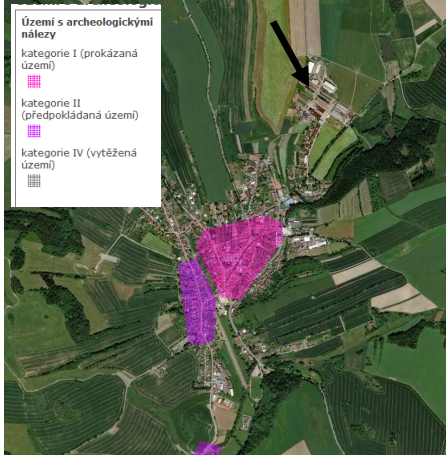 Území s archeologickými
nálezy
kategorie I (prokázaná
území)
kategorie II
(předpokládaná území)
kategorie IV (vytěžená
území)